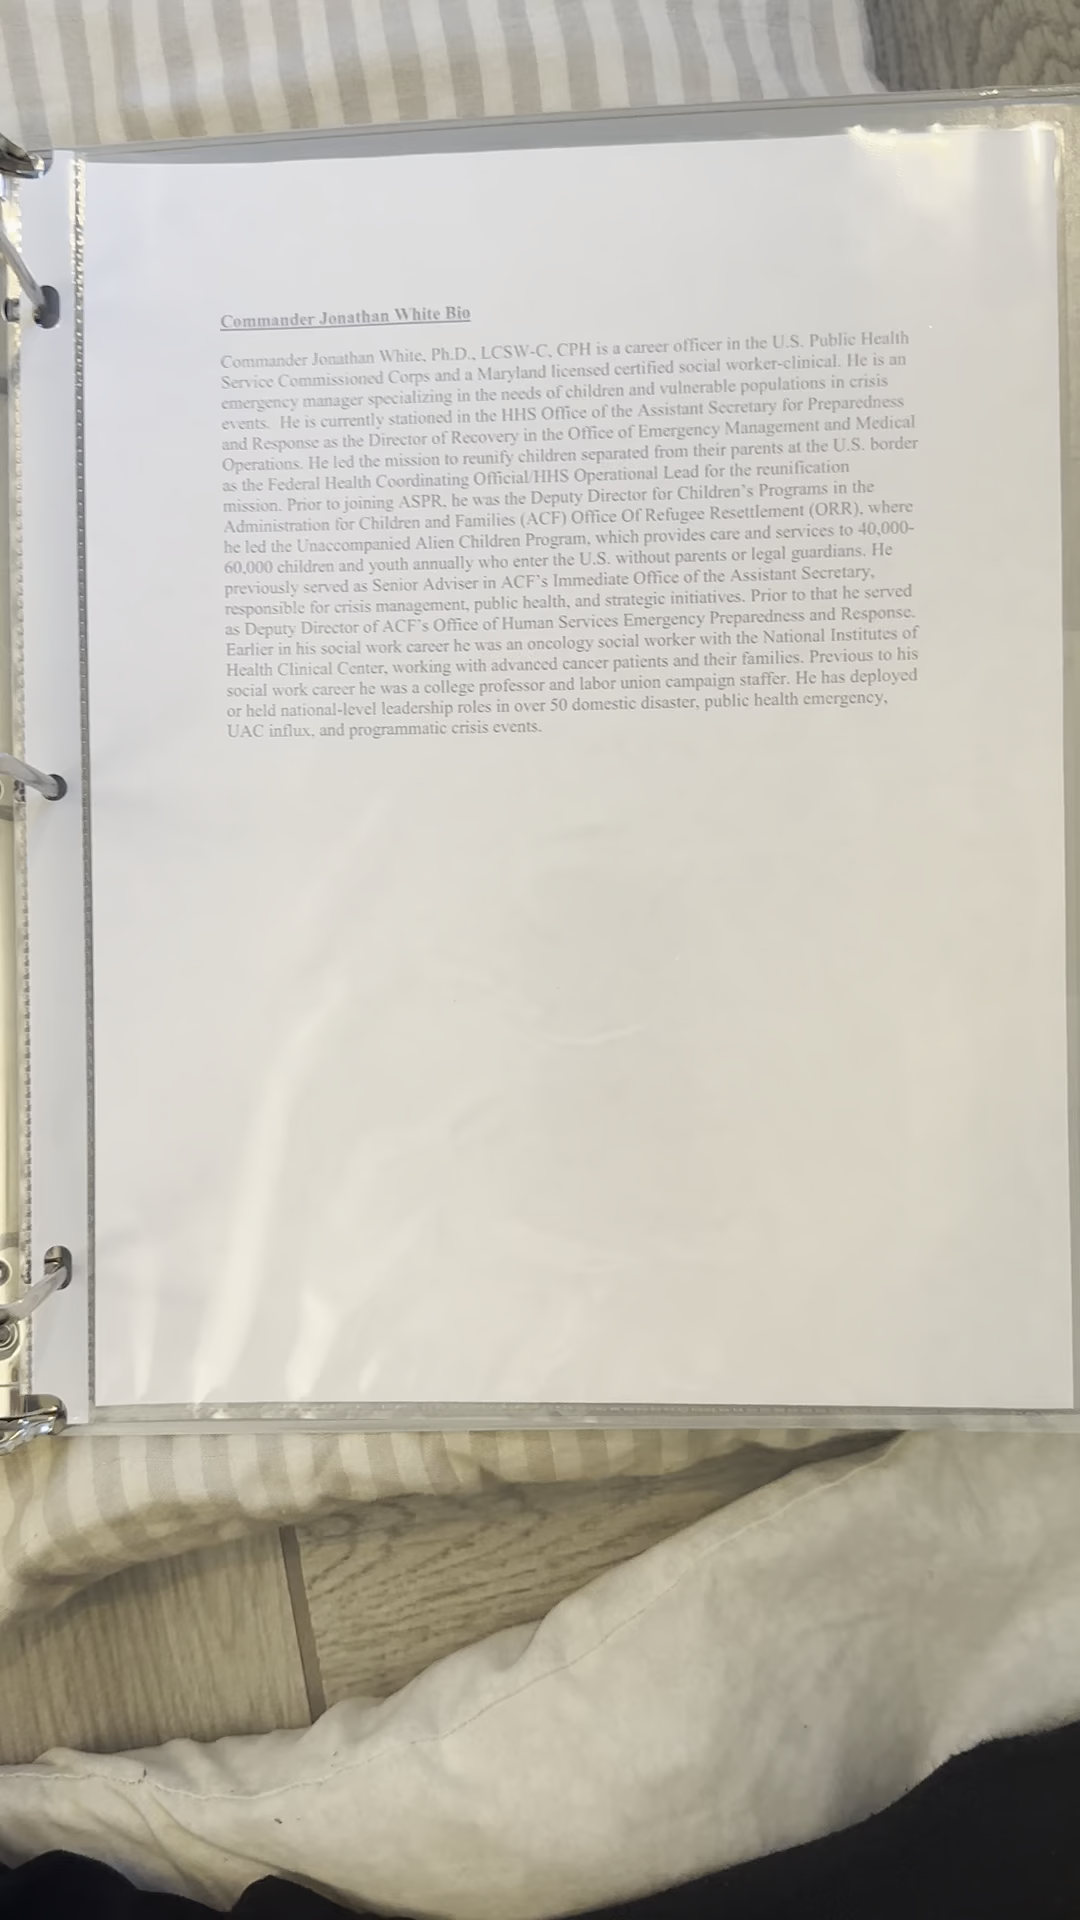 Commander Jonathan White Bio
Commander Jonathan White, Ph.D., LCSW-C, CPH is a career officer in the U.S. Public Health
Service Commissioned Corps and a Maryland licensed certified social worker-clinical. He is an
emergency manager specializing in the needs of children and vulnerable populations in crisis
events.  He is currently stationed in the HHS Office of the Assistant Secretary for Preparedness
and Response as the Director of Recovery in the Office of Emergency Management and Medical
Operations. He led the mission to reunify children separated from their parents at the U.S. border
as the Federal Health Coordinating Official/HHS Operational Lead for the reunification
mission. Prior to joining ASPR, he was the Deputy Director for Children's Programs in the
Administration for Children and Families (ACF) Office Of Refugee Resettlement (ORR), where
he led the Unaccompanied Alien Children Program, which provides care and services to 40,000-
60,000 children and youth annually who enter the U.S. without parents or legal guardians. He
previously served as Senior Adviser in ACF's Immediate Office of the Assistant Secretary,
responsible for crisis management, public health, and strategic initiatives. Prior to that he served
as Deputy Director of ACF's Office of Human Services Emergency Preparedness and Response.
Earlier in his social work career he was an oncology social worker with the National Institutes of
Health Clinical Center, working with advanced cancer patients and their families. Previous to his
social work career he was a college professor and labor union campaign staffer. He has deployed
or held national-level leadership roles in over 50 domestic disaster, public health emergency,
UAC influx, and programmatic crisis events.